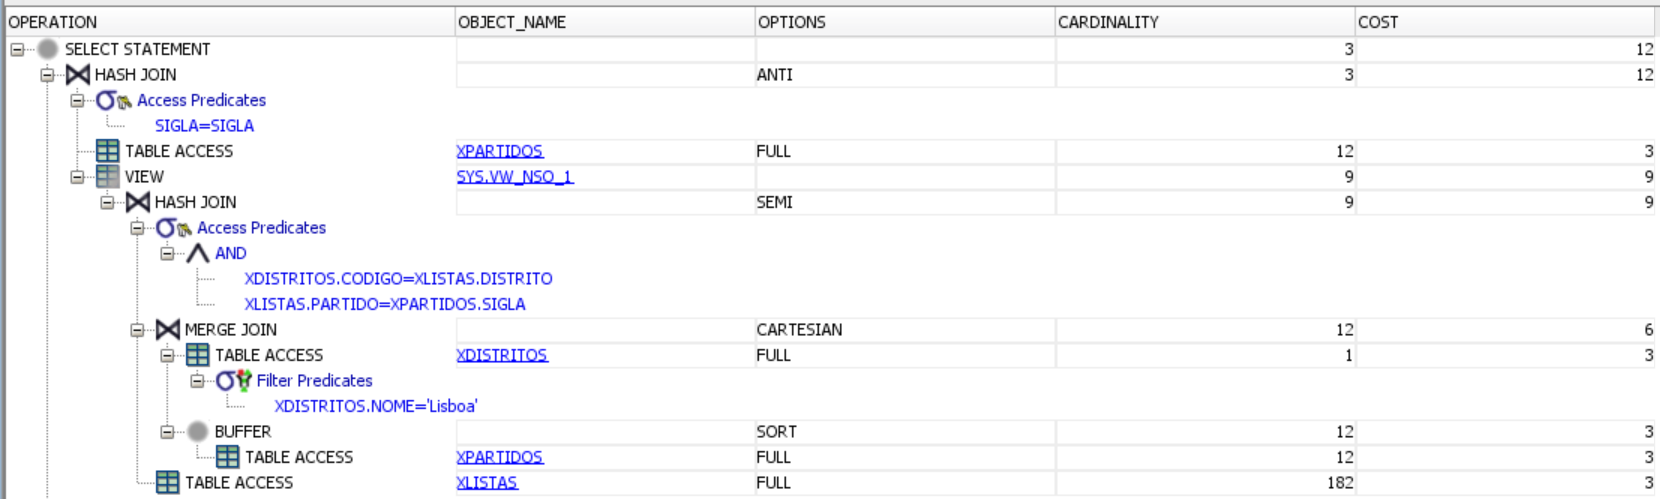 OPERATION OBJECT_NAME OPTIONS CARDINALITY COST
SELECT STATEMENT 3 12
HASH JOIN ANTI 3 12
Access Predicates
SIGLA=SIGLA
TABLE ACCESS XPARTIDOS FULL 12 3
VIEW SYS.VW_NSO_1 9 9
HASH JOIN SEMI 9 9
Access Predicates
AND
XDISTRITOS.CODIGO=XLISTAS.DISTRITO
XLISTAS.PARTIDO=XPARTIDOS.SIGLA
MERGE JOIN CARTESIAN 12 6
TABLE ACCESS XDISTRITOS FULL 1 3
Filter Predicates
XDISTRITOS.NOME='Lisboa'
BUFFER SORT 12 3
TABLE ACCESS XPARTIDOS FULL 12 3
TABLE ACCESS XLISTAS FULL 182 3